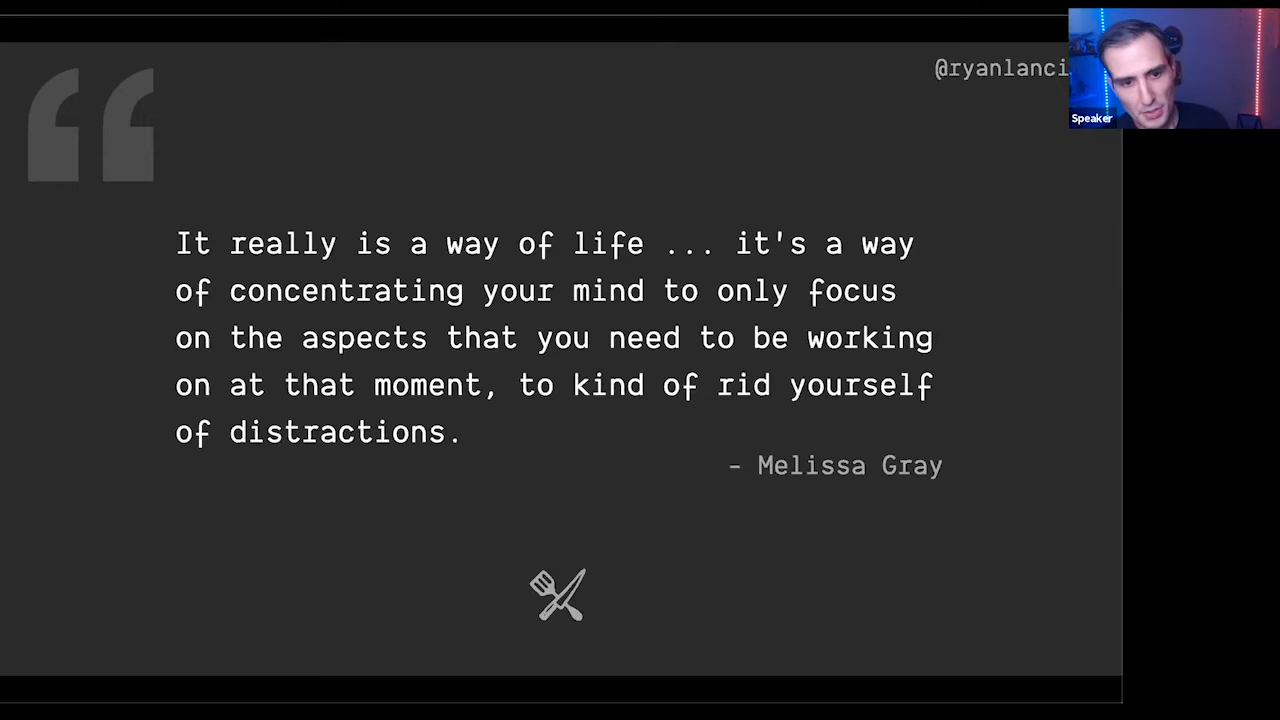 @ryanlanci
Speaker
It really is a way of life ... it's a way
of concentrating your mind to only focus
on the aspects that you need to be working
on at that moment, to kind of rid yourself
of distractions.
- Melissa Gray